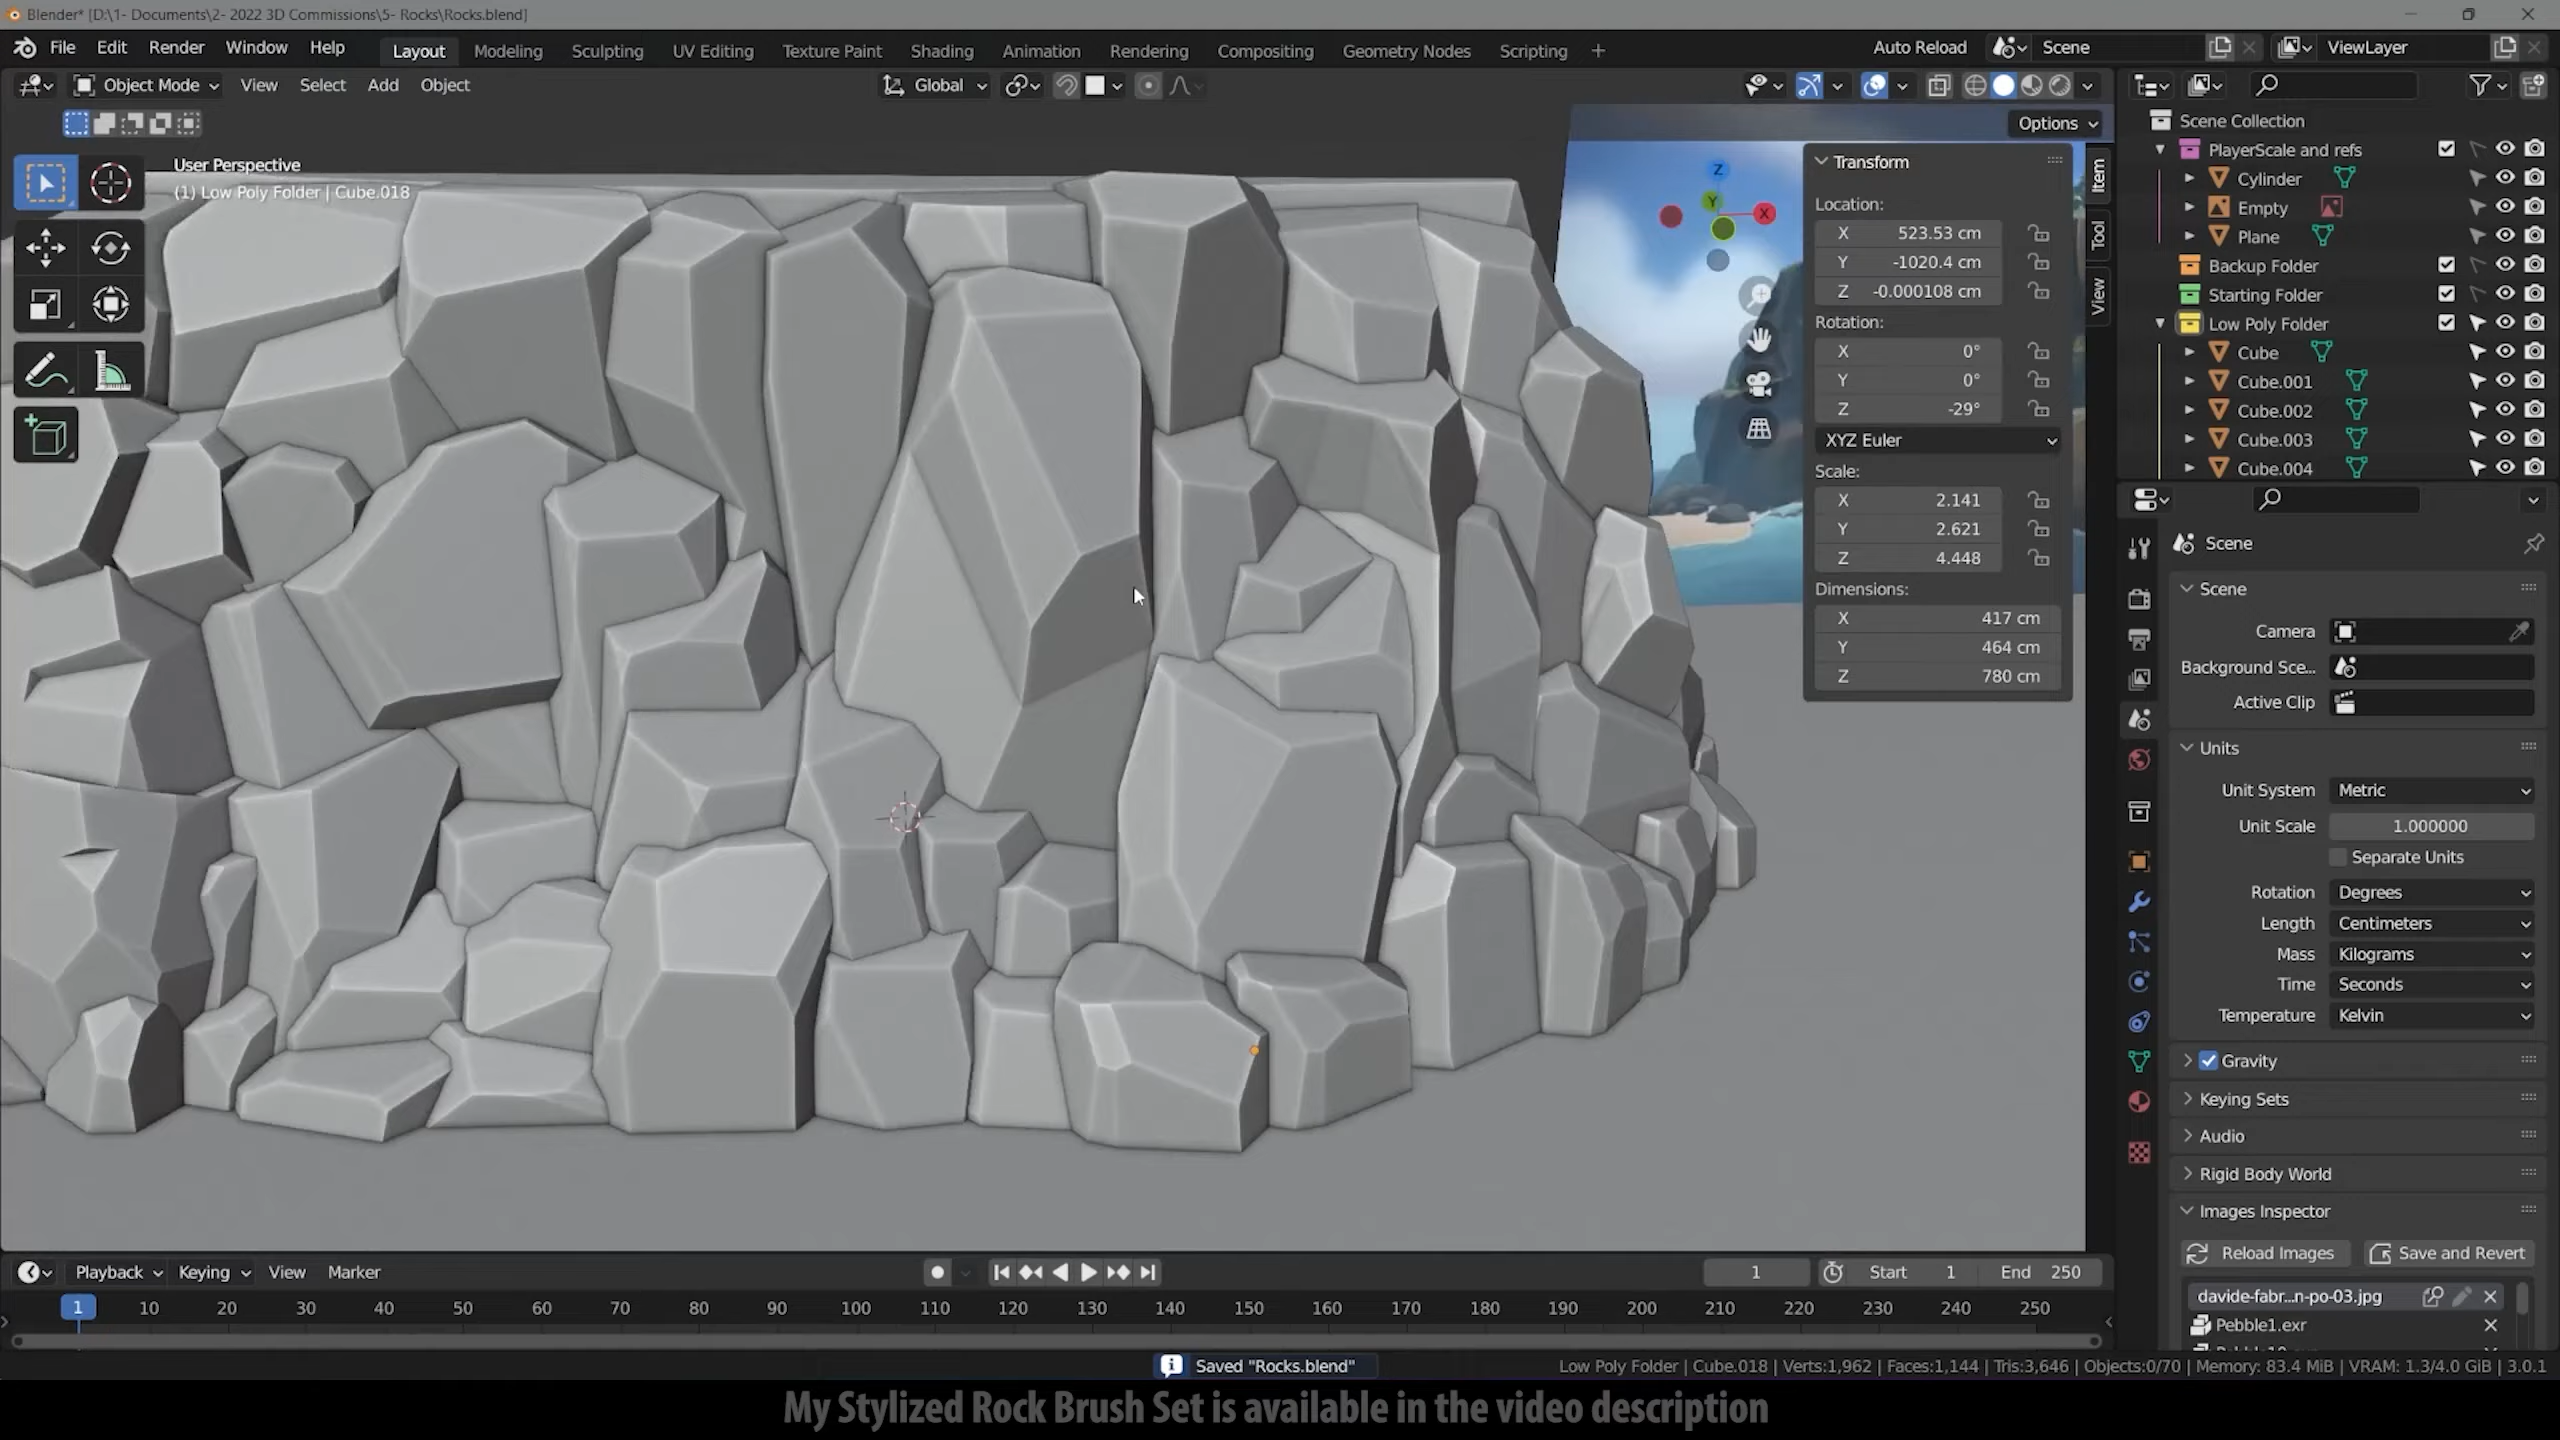 Blender* [D:\1- Documents\2- 2022 3D Commissions\5- Rocks\Rocks.blend]
File Edit Render Window Help Layout Modeling Sculpting UV Editing Texture Paint Shading Animation Rendering Compositing Geometry Nodes Scripting + Auto Reload Scene ViewLayer
Object Mode View Select Add Object Global
Options
User Perspective
(1) Low Poly Folder | Cube.018
Z
Y
X
Transform
Location:
X 523.53 cm
Y -1020.4 cm
Z -0.000108 cm
Rotation:
X 0°
Y 0°
Z -29°
XYZ Euler
Scale:
X 2.141
Y 2.621
Z 4.448
Dimensions:
X 417 cm
Y 464 cm
Z 780 cm
Item
Tool
View
Scene Collection
PlayerScale and refs
Cylinder
Empty
Plane
Backup Folder
Starting Folder
Low Poly Folder
Cube
Cube.001
Cube.002
Cube.003
Cube.004
Scene
Scene
Camera
Background Sce...
Active Clip
Units
Unit System Metric
Unit Scale 1.000000
Separate Units
Rotation Degrees
Length Centimeters
Mass Kilograms
Time Seconds
Temperature Kelvin
Gravity
Keying Sets
Audio
Rigid Body World
Images Inspector
Reload Images Save and Revert
davide-fabr...n-po-03.jpg
Pebble1.exr
Playback Keying View Marker 1 Start 1 End 250
1 10 20 30 40 50 60 70 80 90 100 110 120 130 140 150 160 170 180 190 200 210 220 230 240 250
Saved "Rocks.blend" Low Poly Folder | Cube.018 | Verts:1,962 | Faces:1,144 | Tris:3,646 | Objects:0/70 | Memory: 83.4 MiB | VRAM: 1.3/4.0 GiB | 3.0.1
My Stylized Rock Brush Set is available in the video description